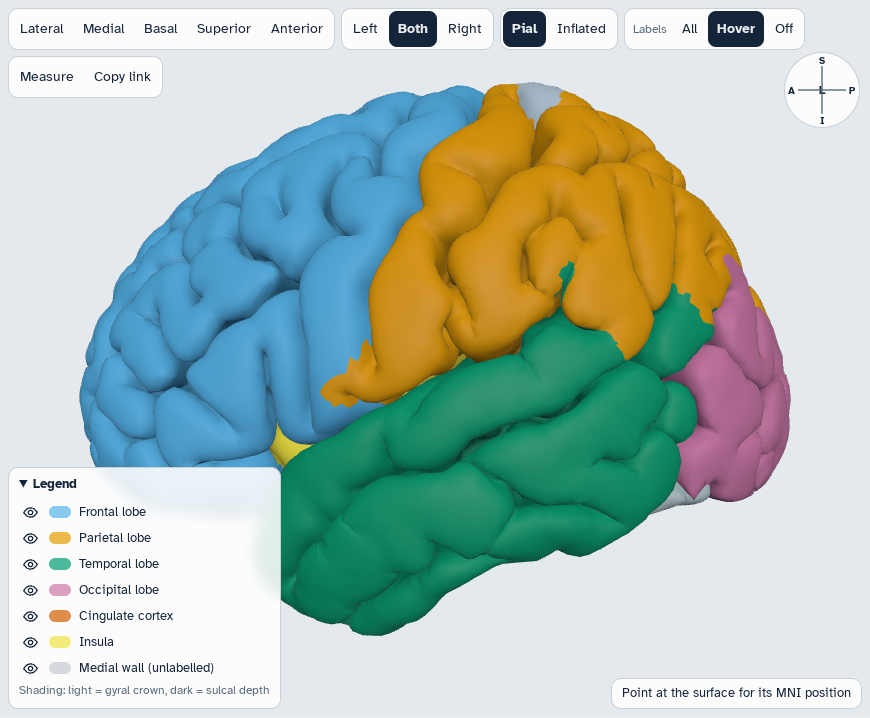 Lateral Medial Basal Superior Anterior Left Both Right Pial Inflated Labels All Hover Off
Measure Copy link
S
A L P
I
▼ Legend
Frontal lobe
Parietal lobe
Temporal lobe
Occipital lobe
Cingulate cortex
Insula
Medial wall (unlabelled)
Shading: light = gyral crown, dark = sulcal depth
Point at the surface for its MNI position